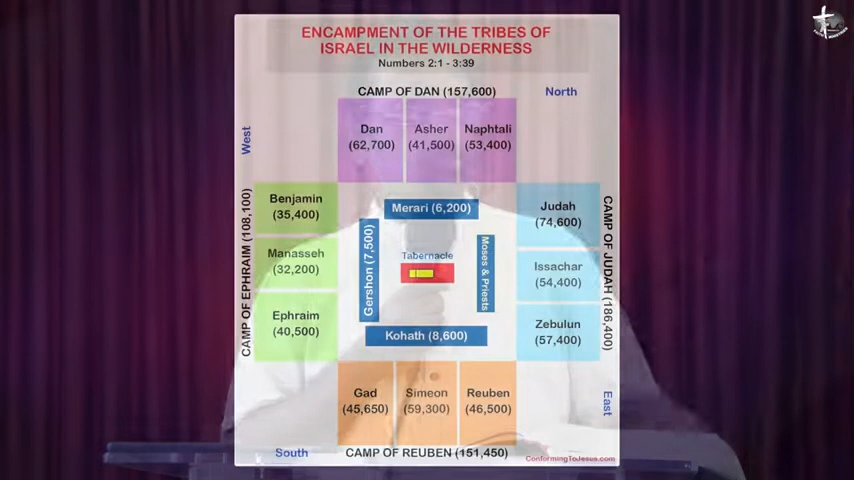 ENCAMPMENT OF THE TRIBES OF
ISRAEL IN THE WILDERNESS
Numbers 2:1 - 3:39
CAMP OF DAN (157,600)
North
West
Dan
(62,700)
Asher
(41,500)
Naphtali
(53,400)
CAMP OF EPHRAIM (108,100)
Benjamin
(35,400)
Manasseh
(32,200)
Ephraim
(40,500)
Merari (6,200)
Gershon (7,500)
Tabernacle
Moses & Priests
Kohath (8,600)
Judah
(74,600)
Issachar
(54,400)
Zebulun
(57,400)
CAMP OF JUDAH (186,400)
Gad
(45,650)
Simeon
(59,300)
Reuben
(46,500)
East
South
CAMP OF REUBEN (151,450)
ConformingToJesus.com